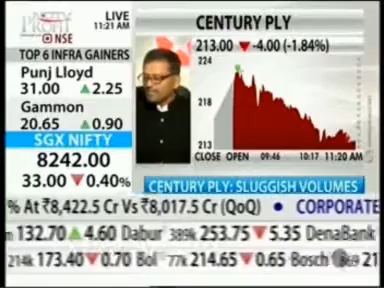 NDTV PROFIT
NSE
LIVE
11:21 AM
TOP 6 INFRA GAINERS
Punj Lloyd
31.00 ▲ 2.25
Gammon
20.65 ▲ 0.90
SGX NIFTY
8242.00
33.00 ▼ 0.40%
CENTURY PLY
213.00 ▼ -4.00 (-1.84%)
224
218
213
CLOSE OPEN 09:46 10:17 11:20 AM
CENTURY PLY: SLUGGISH VOLUMES
% At ₹8,422.5 Cr Vs ₹8,017.5 Cr (QoQ) ● CORPORATE
m 132.70 ▲ 4.60 Dabur 389k 253.75 ▼ 5.35 DenaBank
214k 173.40 ▼ 0.70 BoI 77k 214.65 ▼ 0.65 Bosch 369